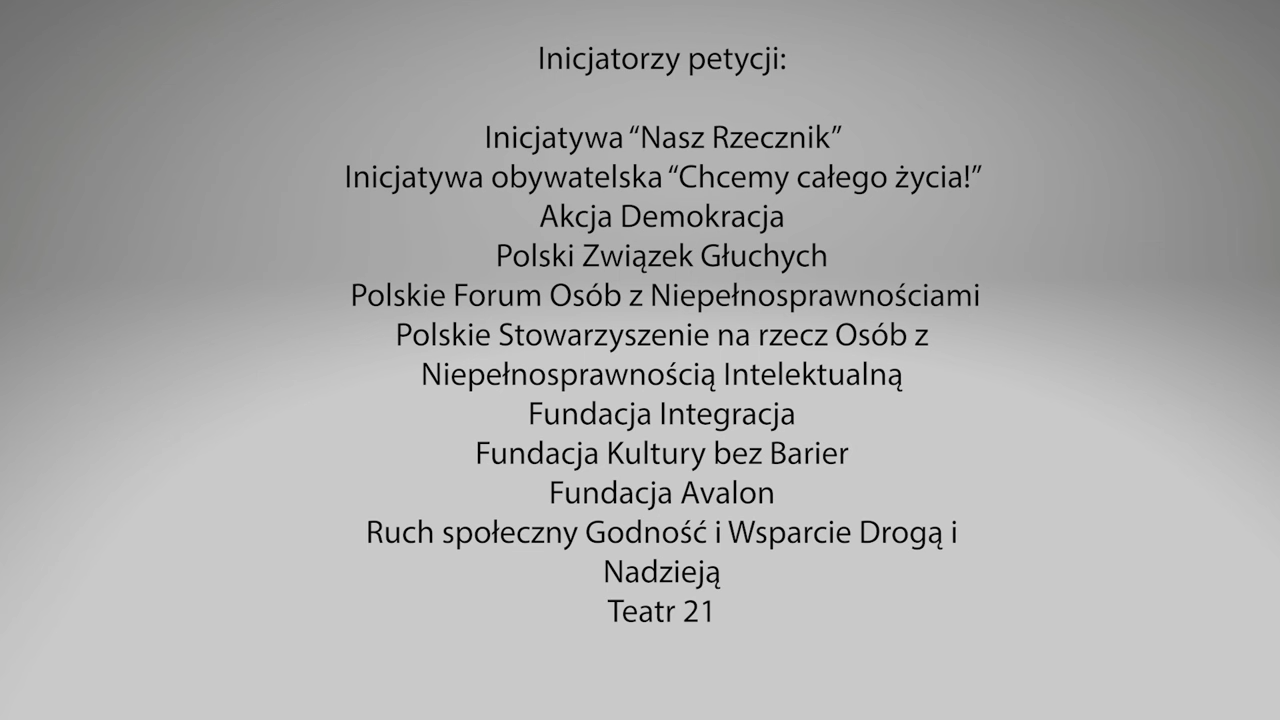 Inicjatorzy petycji:
Inicjatywa “Nasz Rzecznik”
Inicjatywa obywatelska “Chcemy całego życia!”
Akcja Demokracja
Polski Związek Głuchych
Polskie Forum Osób z Niepełnosprawnościami
Polskie Stowarzyszenie na rzecz Osób z
Niepełnosprawnością Intelektualną
Fundacja Integracja
Fundacja Kultury bez Barier
Fundacja Avalon
Ruch społeczny Godność i Wsparcie Drogą i
Nadzieją
Teatr 21